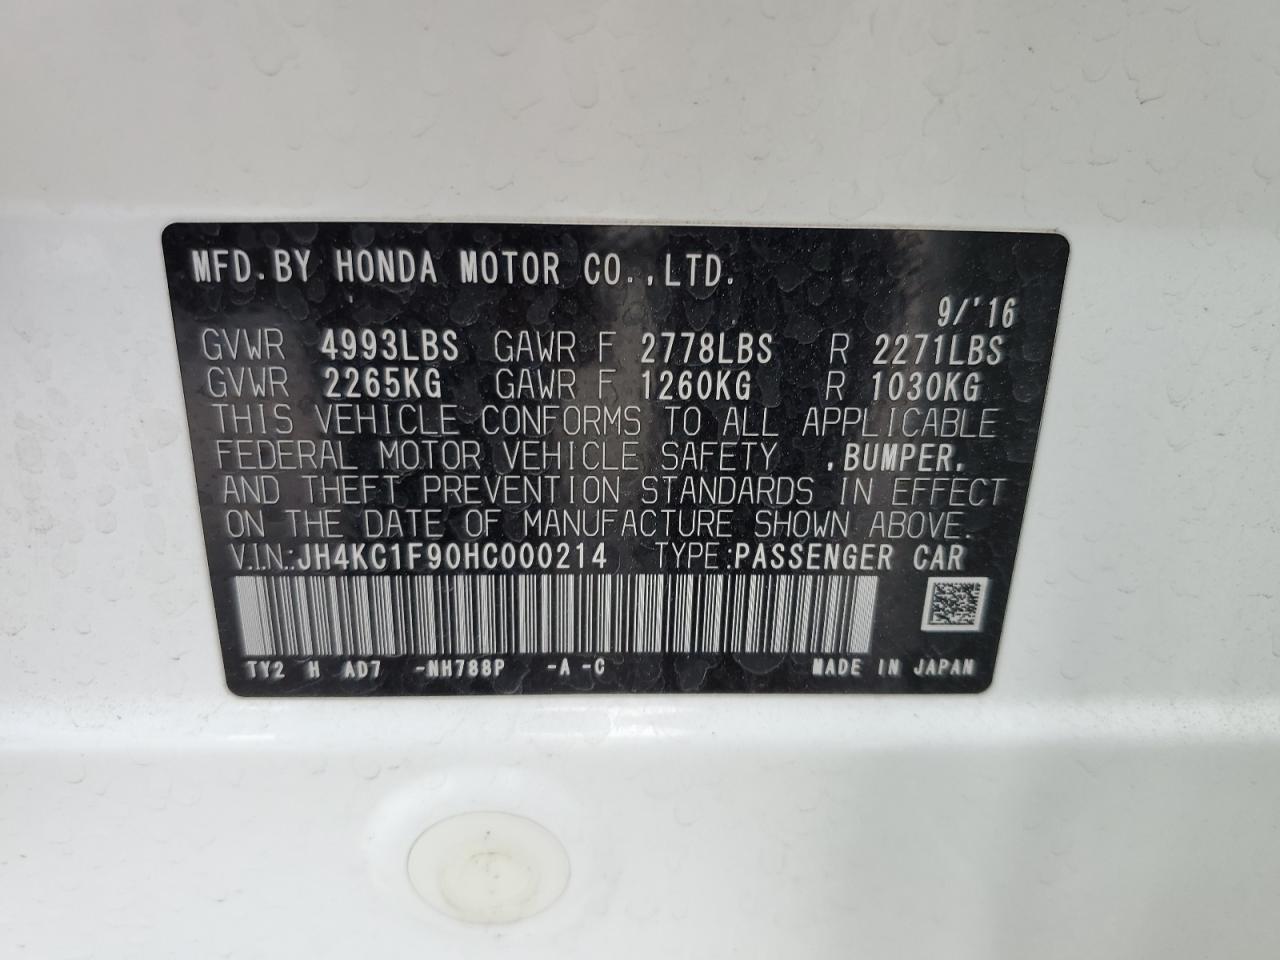 MFD. BY HONDA MOTOR CO.,LTD.
9/'16
GVWR 4993LBS GAWR F 2778LBS R 2271LBS
GVWR 2265KG GAWR F 1260KG R 1030KG
THIS VEHICLE CONFORMS TO ALL APPLICABLE
FEDERAL MOTOR VEHICLE SAFETY ,BUMPER,
AND THEFT PREVENTION STANDARDS IN EFFECT
ON THE DATE OF MANUFACTURE SHOWN ABOVE.
V.I.N.:JH4KC1F90HC000214 TYPE:PASSENGER CAR
TY2 H AD7 -NH788P -A -C MADE IN JAPAN